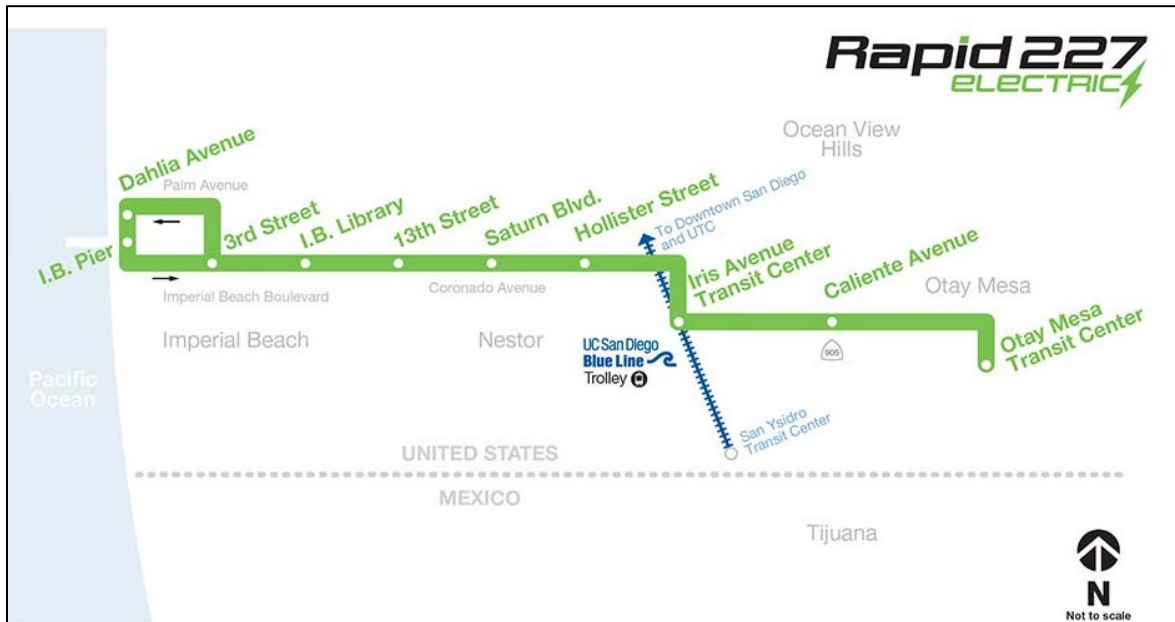 Rapid 227
ELECTRIC
Ocean View
Hills
Dahlia Avenue
Palm Avenue
I.B. Pier
3rd Street
I.B. Library
13th Street
Saturn Blvd.
Hollister Street
To Downtown San Diego
and UTC
Iris Avenue
Transit Center
Caliente Avenue
Otay Mesa
Otay Mesa
Transit Center
Imperial Beach Boulevard
Coronado Avenue
Imperial Beach
Nestor
905
UC San Diego
Blue Line
Trolley
Pacific
Ocean
San Ysidro
Transit Center
UNITED STATES
MEXICO
Tijuana
N
Not to scale